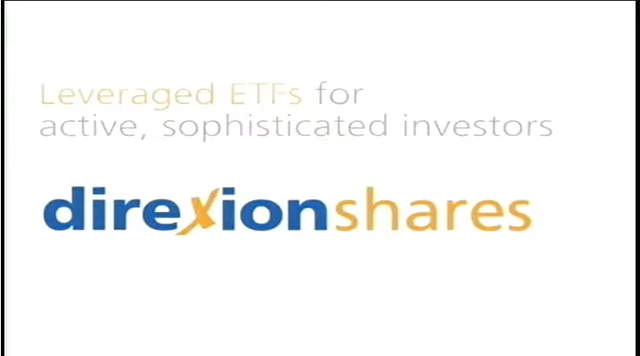 Leveraged ETFs for
active, sophisticated investors
direxionshares